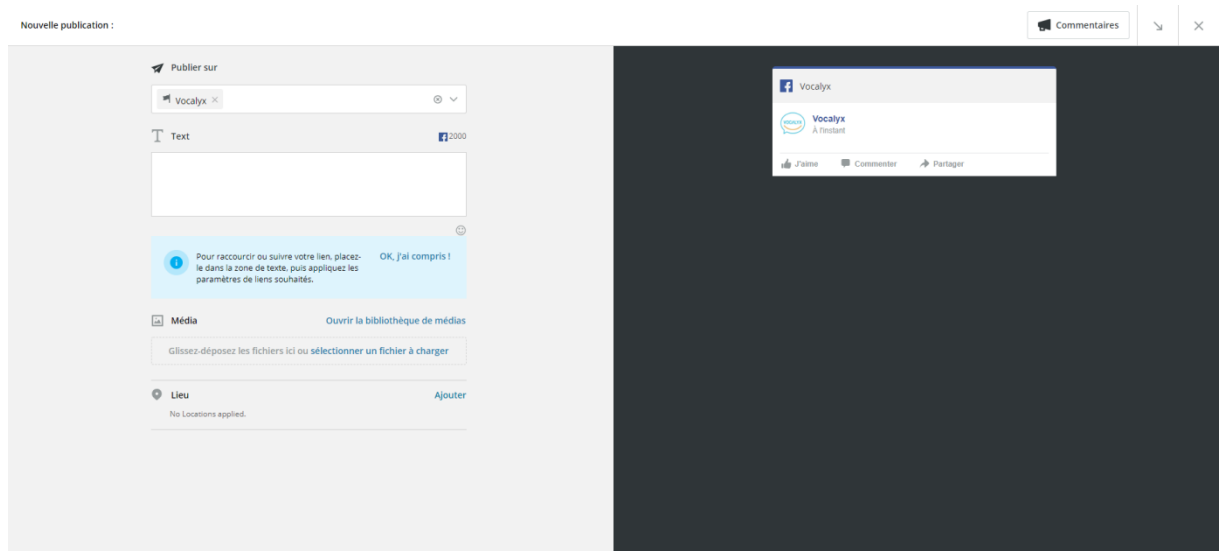 Nouvelle publication :
Commentaires
Publier sur
Vocalyx
Text
2000
Pour raccourcir ou suivre votre lien, placez-
le dans la zone de texte, puis appliquez les
paramètres de liens souhaités.
OK, j'ai compris !
Média
Ouvrir la bibliothèque de médias
Glissez-déposez les fichiers ici ou sélectionner un fichier à charger
Lieu
Ajouter
No Locations applied.
Vocalyx
VOCALYX
Vocalyx
À l'instant
J'aime
Commenter
Partager